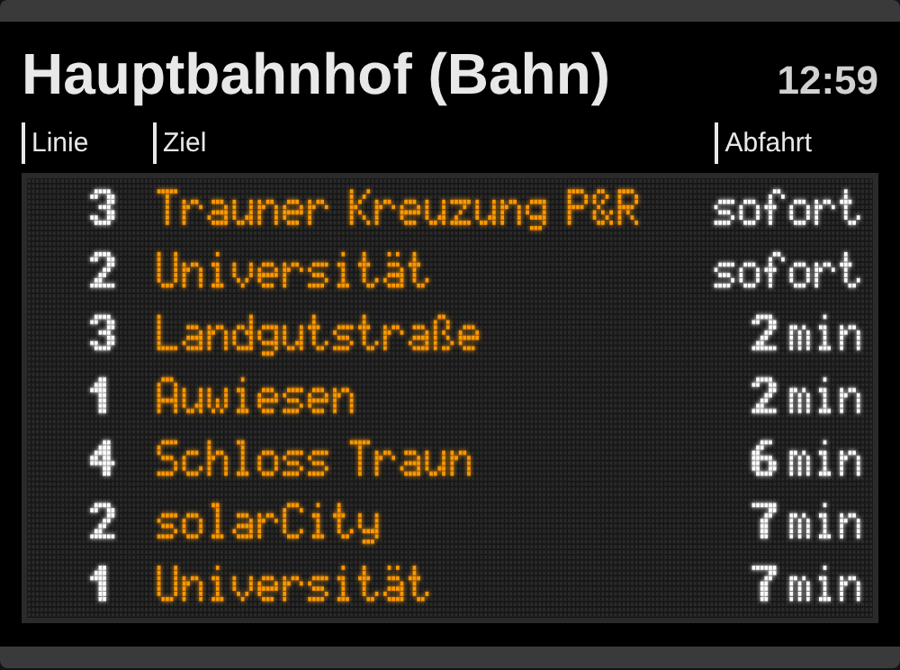 Hauptbahnhof (Bahn) 12:59
Linie Ziel Abfahrt
3 Trauner Kreuzung P&R sofort
2 Universität sofort
3 Landgutstraße 2 min
1 Auwiesen 2 min
4 Schloss Traun 6 min
2 solarCity 7 min
1 Universität 7 min